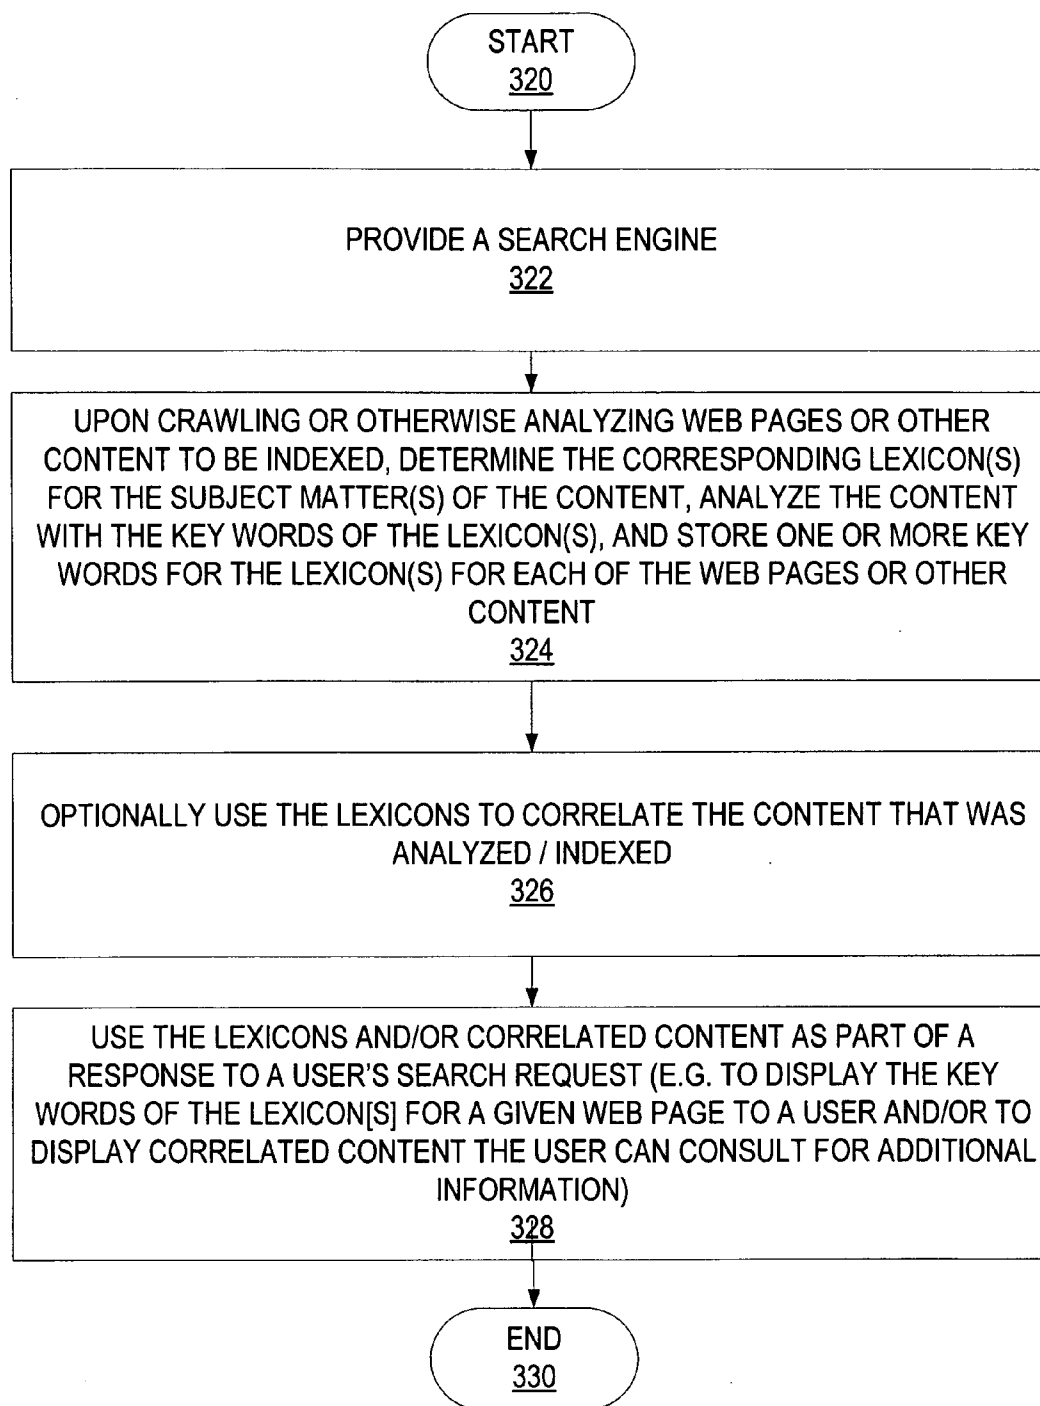 START
320
PROVIDE A SEARCH ENGINE
322
UPON CRAWLING OR OTHERWISE ANALYZING WEB PAGES OR OTHER
CONTENT TO BE INDEXED, DETERMINE THE CORRESPONDING LEXICON(S)
FOR THE SUBJECT MATTER(S) OF THE CONTENT, ANALYZE THE CONTENT
WITH THE KEY WORDS OF THE LEXICON(S), AND STORE ONE OR MORE KEY
WORDS FOR THE LEXICON(S) FOR EACH OF THE WEB PAGES OR OTHER
CONTENT
324
OPTIONALLY USE THE LEXICONS TO CORRELATE THE CONTENT THAT WAS
ANALYZED / INDEXED
326
USE THE LEXICONS AND/OR CORRELATED CONTENT AS PART OF A
RESPONSE TO A USER'S SEARCH REQUEST (E.G. TO DISPLAY THE KEY
WORDS OF THE LEXICON[S] FOR A GIVEN WEB PAGE TO A USER AND/OR TO
DISPLAY CORRELATED CONTENT THE USER CAN CONSULT FOR ADDITIONAL
INFORMATION)
328
END
330